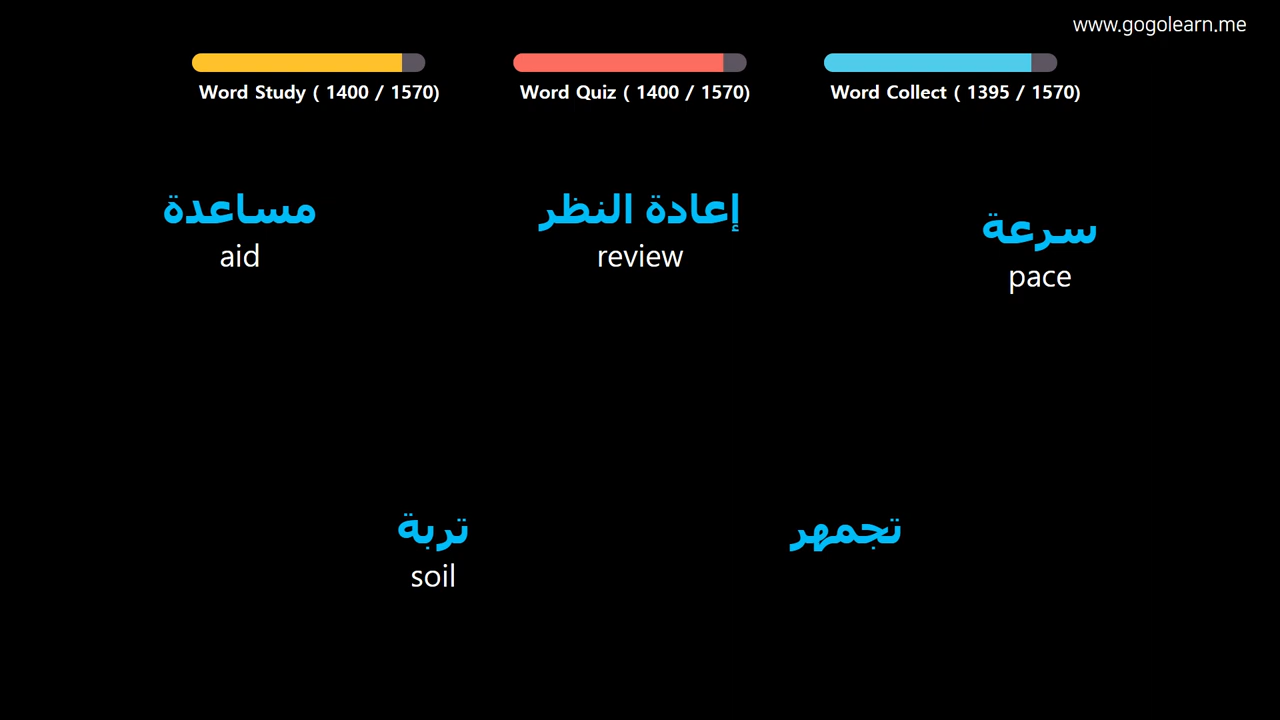 www.gogolearn.me
Word Study ( 1400 / 1570)
Word Quiz ( 1400 / 1570)
Word Collect ( 1395 / 1570)
مساعدة
aid
إعادة النظر
review
سرعة
pace
تربة
soil
تجمهر